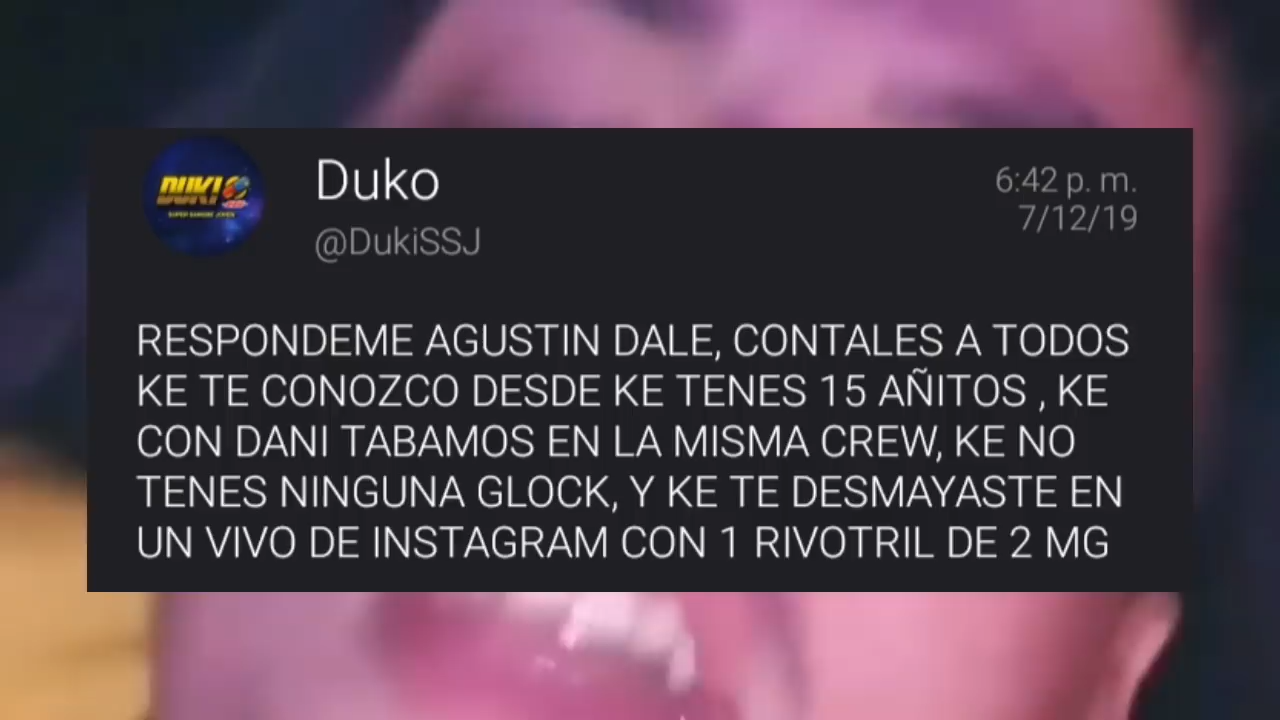 DUKI
Duko
@DukiSSJ
6:42 p. m.
7/12/19
RESPONDEME AGUSTIN DALE, CONTALES A TODOS
KE TE CONOZCO DESDE KE TENES 15 AÑITOS , KE
CON DANI TABAMOS EN LA MISMA CREW, KE NO
TENES NINGUNA GLOCK, Y KE TE DESMAYASTE EN
UN VIVO DE INSTAGRAM CON 1 RIVOTRIL DE 2 MG